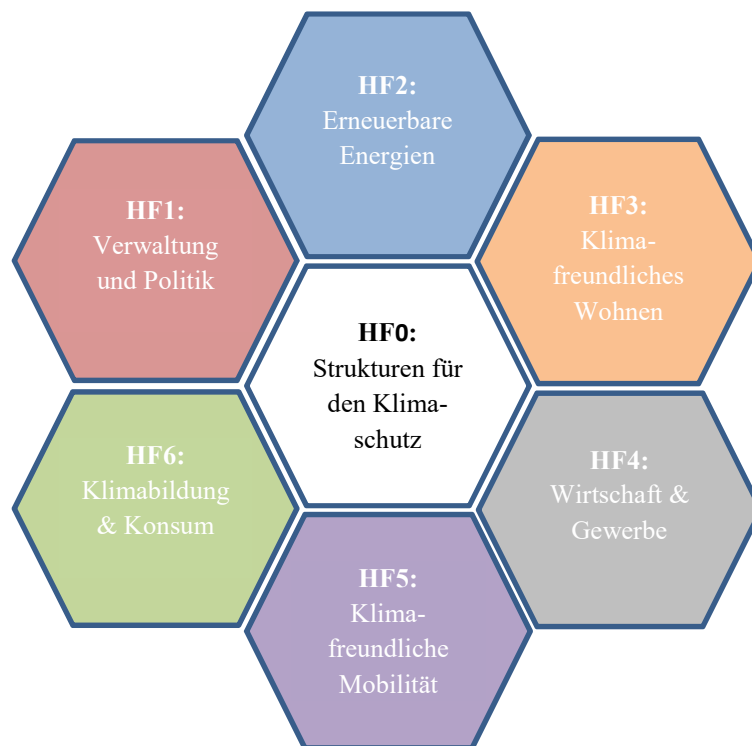 HF2:
Erneuerbare
Energien
HF1:
Verwaltung
und Politik
HF3:
Klima-
freundliches
Wohnen
HF0:
Strukturen für
den Klima-
schutz
HF6:
Klimabildung
& Konsum
HF4:
Wirtschaft &
Gewerbe
HF5:
Klima-
freundliche
Mobilität